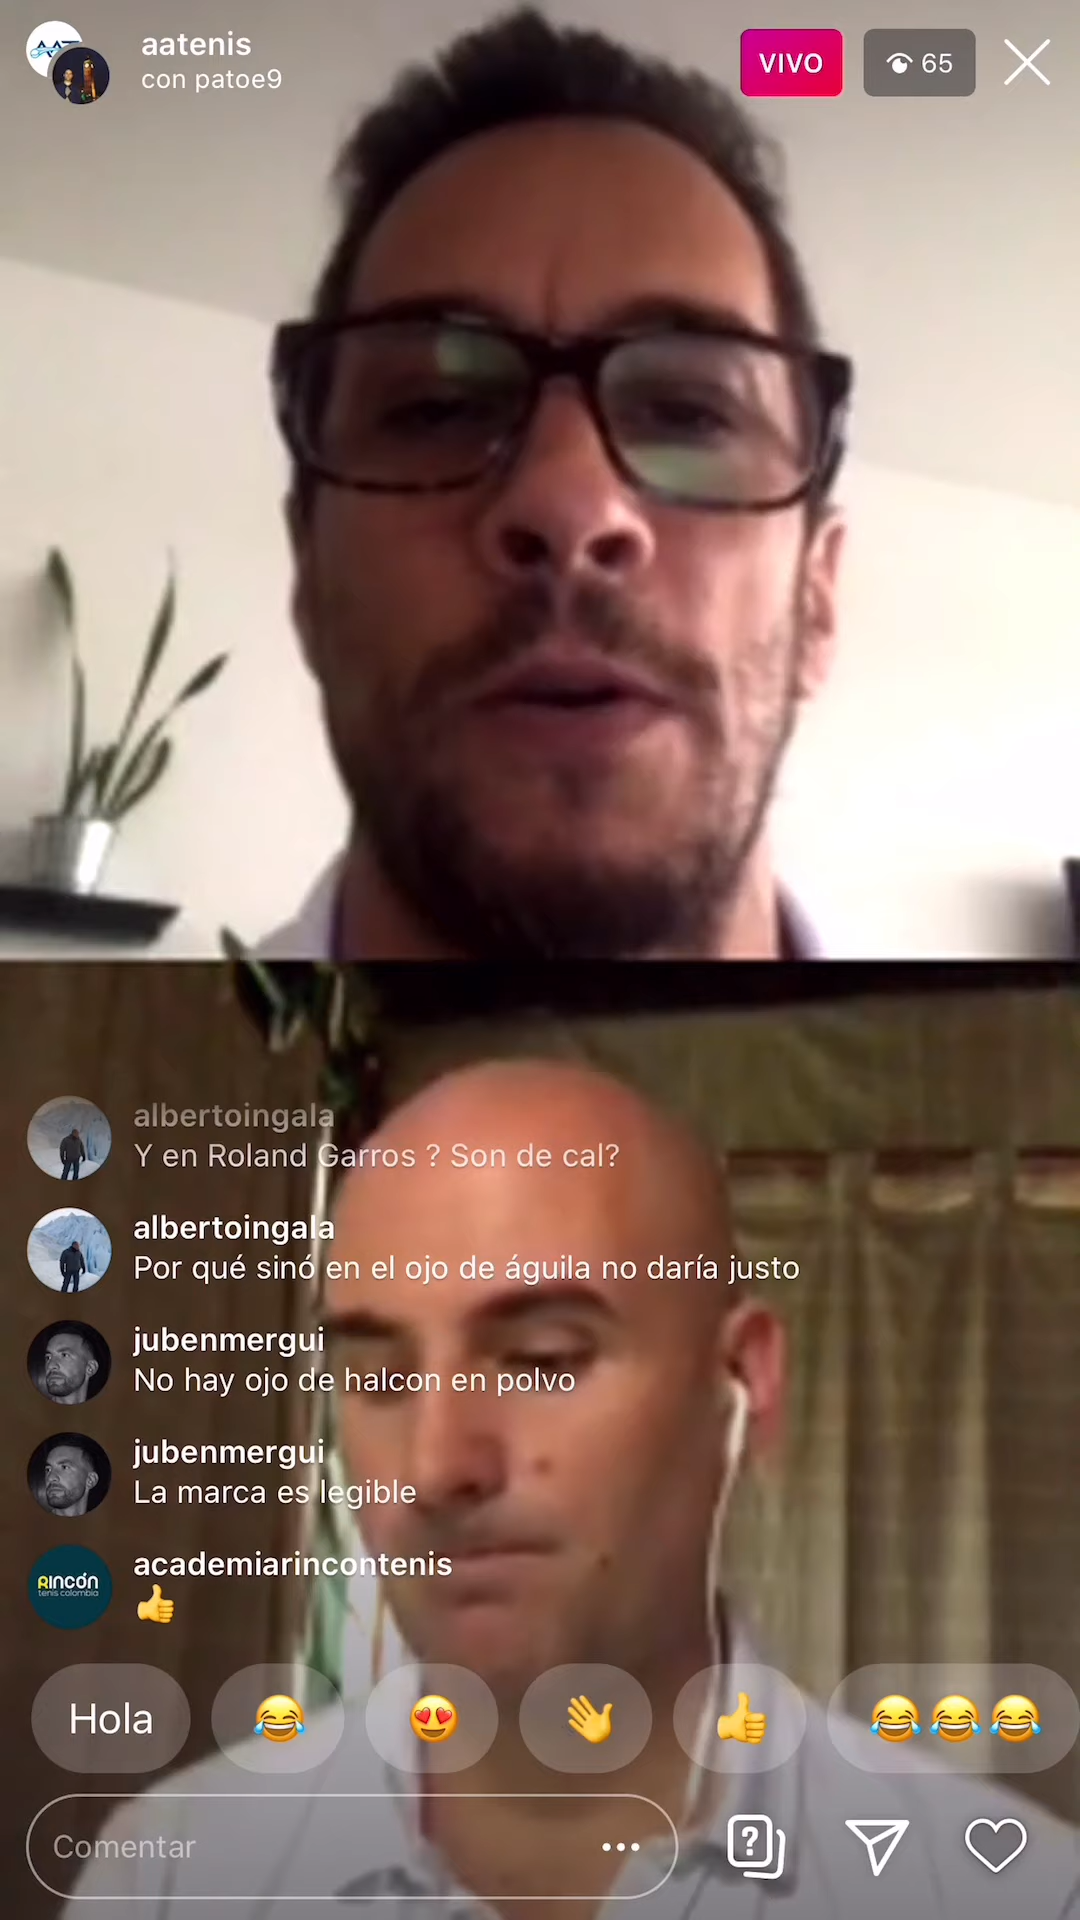 aatenis
con patoe9
VIVO
65
albertoingala
Y en Roland Garros ? Son de cal?
albertoingala
Por qué sinó en el ojo de águila no daría justo
jubenmergui
No hay ojo de halcon en polvo
jubenmergui
La marca es legible
RINCÓN
tenis colombia
academiarincontenis
👍
Hola
😂
😍
👋
👍
😂😂😂
Comentar